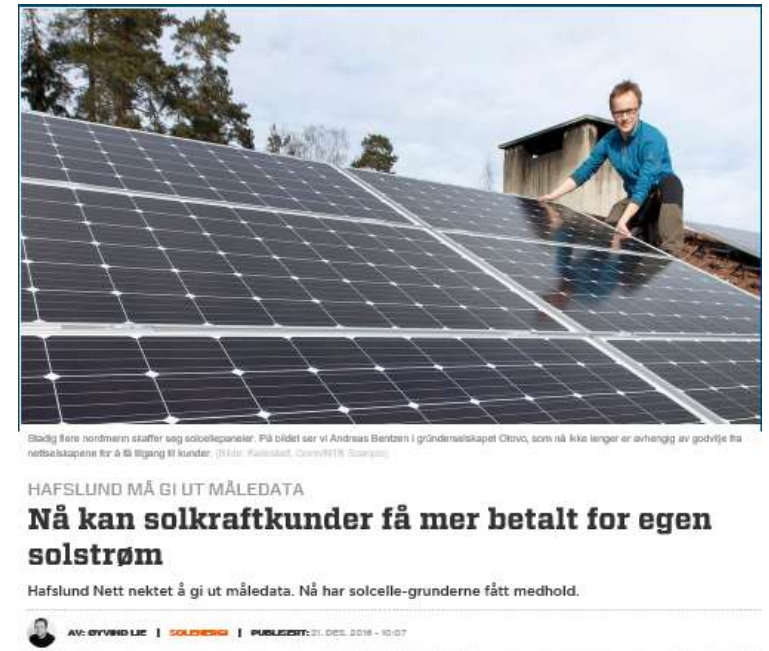 Stadig flere nordmenn skaffer seg solcellepaneler. På bildet ser vi Andreas Bentzen i gründerselskapet Otovo, som nå ikke lenger er avhengig av godvilje fra
nettselskapene for å få tilgang til kunder. (Bilde:
HAFSLUND MÅ GI UT MÅLEDATA
Nå kan solkraftkunder få mer betalt for egen
solstrøm
Hafslund Nett nektet å gi ut måledata. Nå har solcelle-grunderne fått medhold.
AV: ØYVIND LIE | SOLENERGI | PUBLISERT: 21. DES. 2016 - 10:07